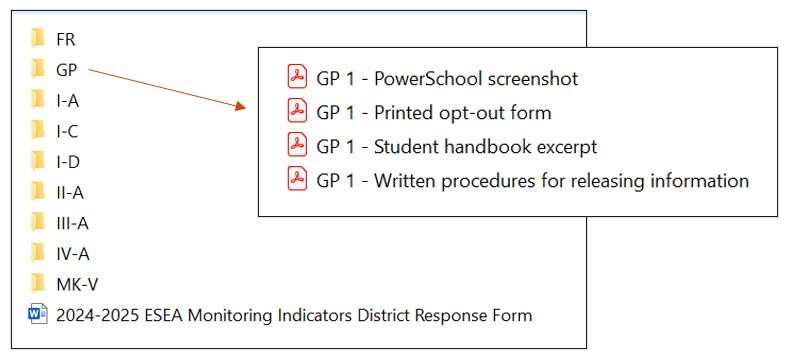 FR
GP
I-A
I-C
I-D
II-A
III-A
IV-A
MK-V
2024-2025 ESEA Monitoring Indicators District Response Form
GP 1 - PowerSchool screenshot
GP 1 - Printed opt-out form
GP 1 - Student handbook excerpt
GP 1 - Written procedures for releasing information